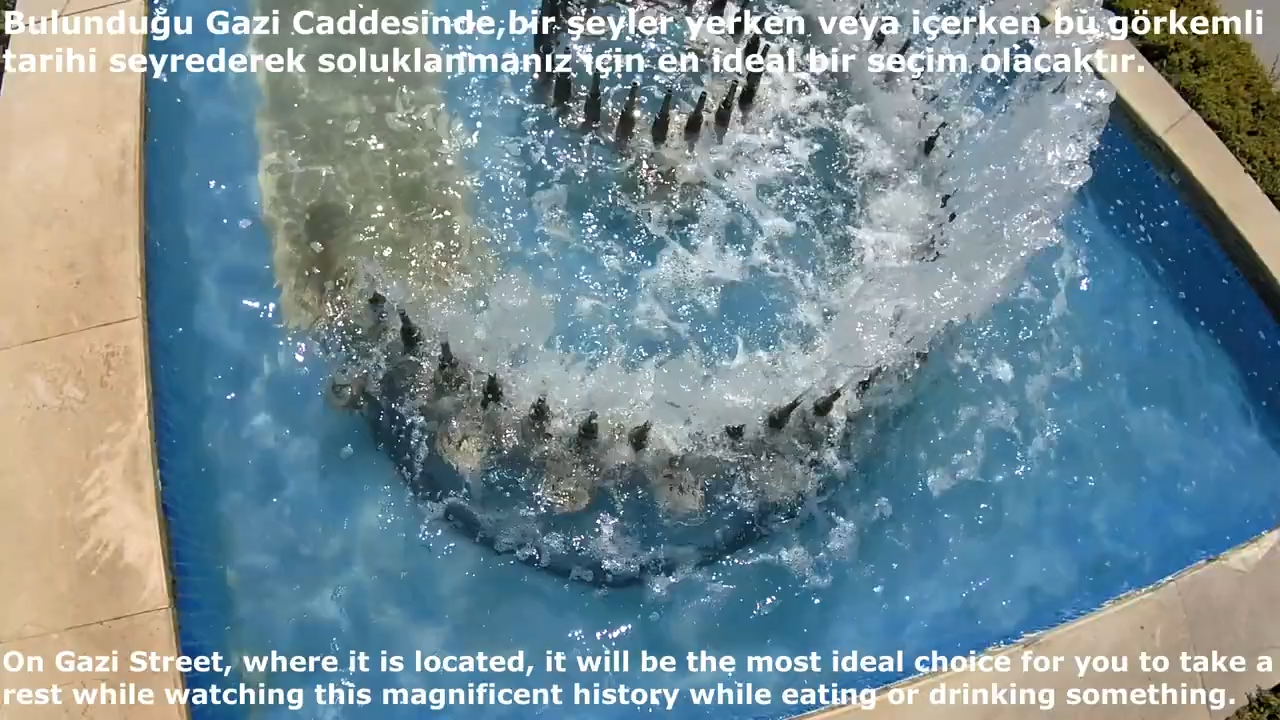 Bulunduğu Gazi Caddesinde,bir şeyler yerken veya içerken bu görkemli
tarihi seyrederek soluklanmanız için en ideal bir seçim olacaktır.
On Gazi Street, where it is located, it will be the most ideal choice for you to take a
rest while watching this magnificent history while eating or drinking something.